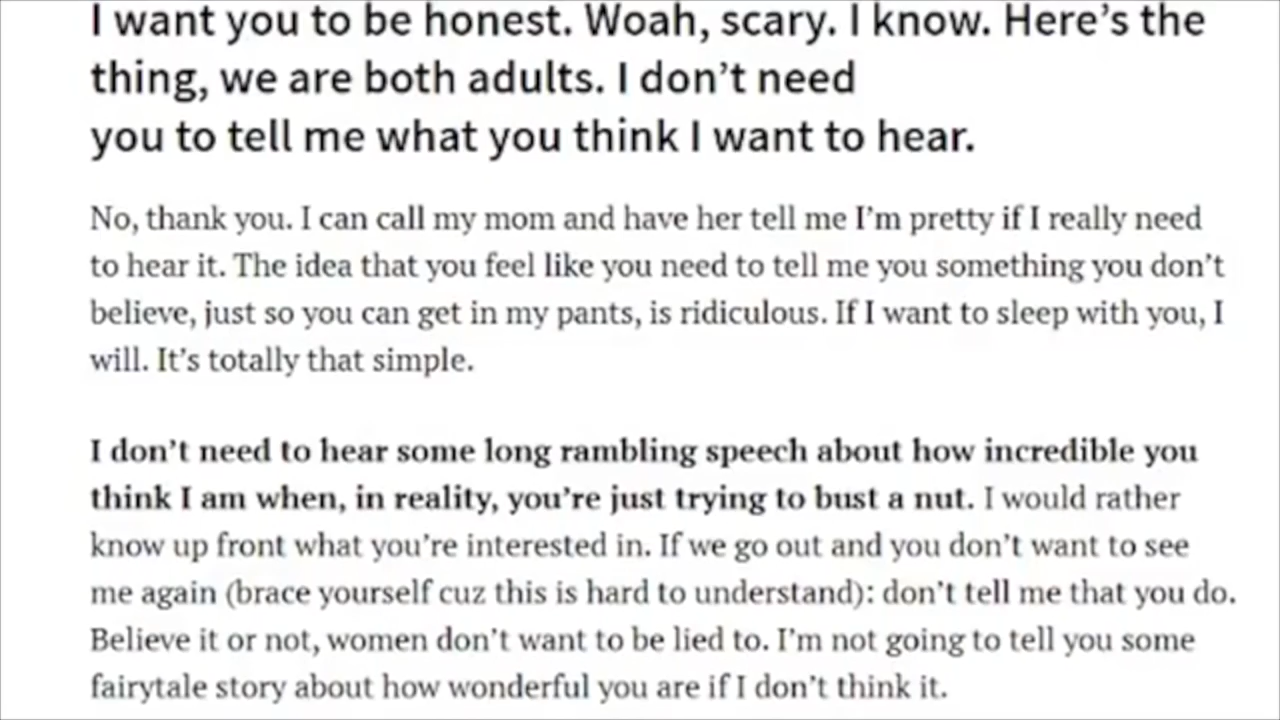 I want you to be honest. Woah, scary. I know. Here’s the
thing, we are both adults. I don’t need
you to tell me what you think I want to hear.
No, thank you. I can call my mom and have her tell me I’m pretty if I really need
to hear it. The idea that you feel like you need to tell me you something you don’t
believe, just so you can get in my pants, is ridiculous. If I want to sleep with you, I
will. It’s totally that simple.
I don’t need to hear some long rambling speech about how incredible you
think I am when, in reality, you’re just trying to bust a nut. I would rather
know up front what you’re interested in. If we go out and you don’t want to see
me again (brace yourself cuz this is hard to understand): don’t tell me that you do.
Believe it or not, women don’t want to be lied to. I’m not going to tell you some
fairytale story about how wonderful you are if I don’t think it.